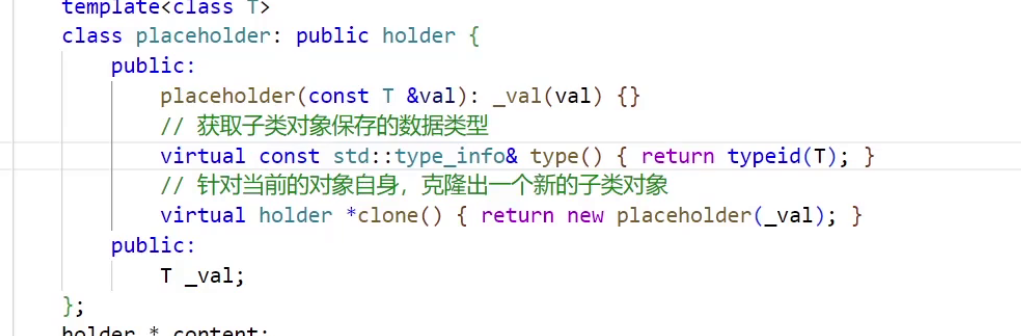 template<class T>
class placeholder: public holder {
public:
placeholder(const T &val): _val(val) {}
// 获取子类对象保存的数据类型
virtual const std::type_info& type() { return typeid(T); }
// 针对当前的对象自身，克隆出一个新的子类对象
virtual holder *clone() { return new placeholder(_val); }
public:
T _val;
};
holder * content;